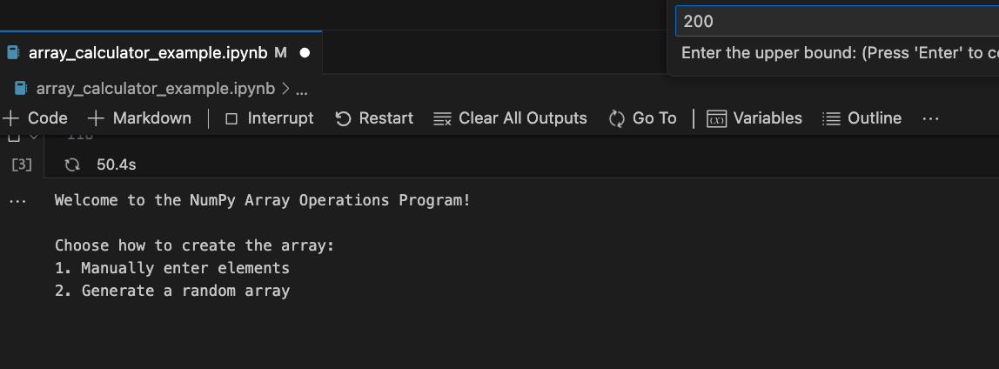 200
Enter the upper bound: (Press 'Enter' to
array_calculator_example.ipynb M
array_calculator_example.ipynb > ...
+ Code + Markdown | Interrupt Restart Clear All Outputs Go To | (x) Variables Outline ...
[3] 50.4s
Welcome to the NumPy Array Operations Program!
Choose how to create the array:
1. Manually enter elements
2. Generate a random array